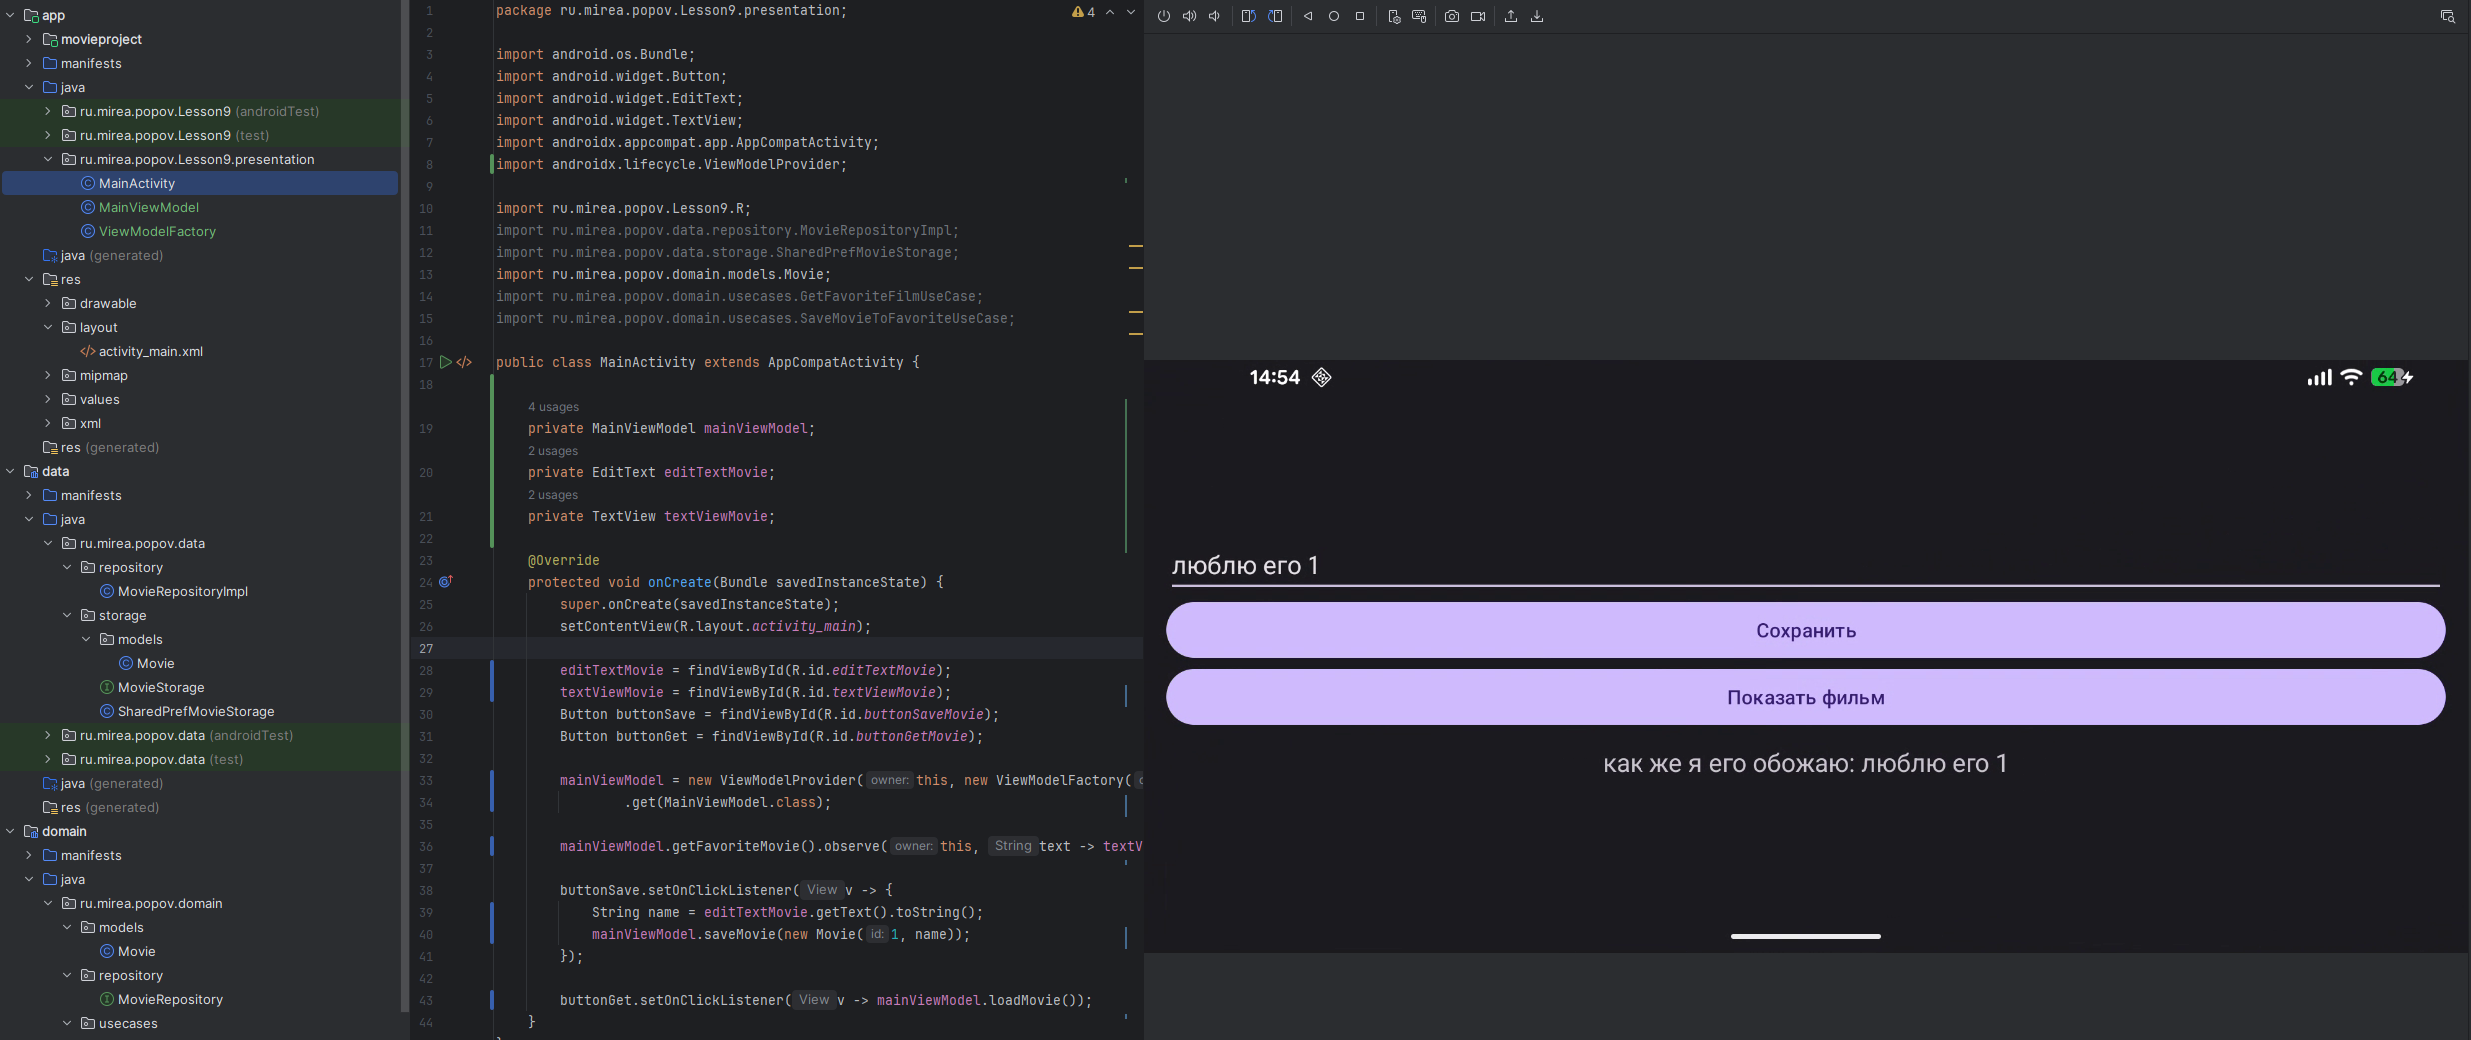 app
movieproject
manifests
java
ru.mirea.popov.Lesson9 (androidTest)
ru.mirea.popov.Lesson9 (test)
ru.mirea.popov.Lesson9.presentation
MainActivity
MainViewModel
ViewModelFactory
java (generated)
res
drawable
layout
activity_main.xml
mipmap
values
xml
res (generated)
data
manifests
java
ru.mirea.popov.data
repository
MovieRepositoryImpl
storage
models
Movie
MovieStorage
SharedPrefMovieStorage
ru.mirea.popov.data (androidTest)
ru.mirea.popov.data (test)
java (generated)
res (generated)
domain
manifests
java
ru.mirea.popov.domain
models
Movie
repository
MovieRepository
usecases
4
1 package ru.mirea.popov.Lesson9.presentation;
2
3 import android.os.Bundle;
4 import android.widget.Button;
5 import android.widget.EditText;
6 import android.widget.TextView;
7 import androidx.appcompat.app.AppCompatActivity;
8 import androidx.lifecycle.ViewModelProvider;
9
10 import ru.mirea.popov.Lesson9.R;
11 import ru.mirea.popov.data.repository.MovieRepositoryImpl;
12 import ru.mirea.popov.data.storage.SharedPrefMovieStorage;
13 import ru.mirea.popov.domain.models.Movie;
14 import ru.mirea.popov.domain.usecases.GetFavoriteFilmUseCase;
15 import ru.mirea.popov.domain.usecases.SaveMovieToFavoriteUseCase;
16
17 public class MainActivity extends AppCompatActivity {
18
4 usages
19 private MainViewModel mainViewModel;
2 usages
20 private EditText editTextMovie;
2 usages
21 private TextView textViewMovie;
22
23 @Override
24 protected void onCreate(Bundle savedInstanceState) {
25 super.onCreate(savedInstanceState);
26 setContentView(R.layout.activity_main);
27
28 editTextMovie = findViewById(R.id.editTextMovie);
29 textViewMovie = findViewById(R.id.textViewMovie);
30 Button buttonSave = findViewById(R.id.buttonSaveMovie);
31 Button buttonGet = findViewById(R.id.buttonGetMovie);
32
33 mainViewModel = new ViewModelProvider( owner: this, new ViewModelFactory(
34 .get(MainViewModel.class);
35
36 mainViewModel.getFavoriteMovie().observe( owner: this, String text -> textV
37
38 buttonSave.setOnClickListener( View v -> {
39 String name = editTextMovie.getText().toString();
40 mainViewModel.saveMovie(new Movie( id: 1, name));
41 });
42
43 buttonGet.setOnClickListener( View v -> mainViewModel.loadMovie());
44 }
14:54
64
люблю его 1
Сохранить
Показать фильм
как же я его обожаю: люблю его 1